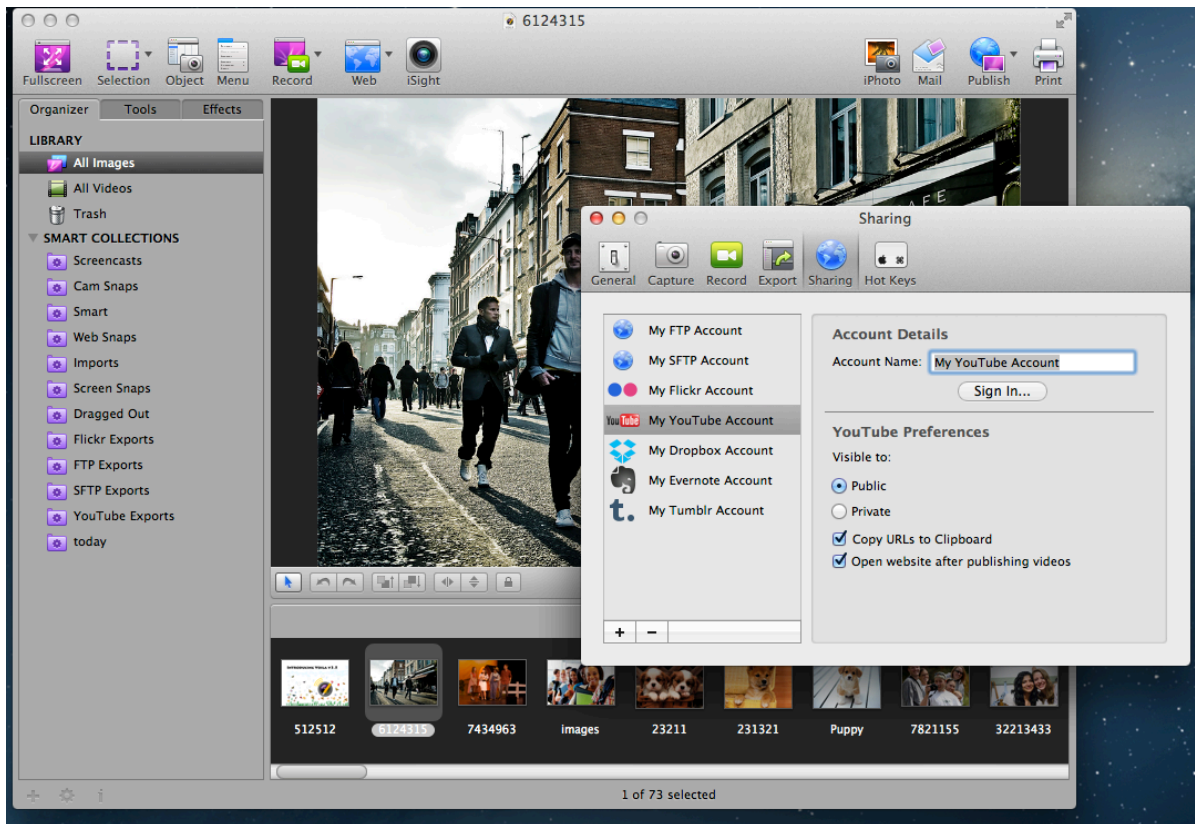 6124315
Fullscreen Selection Object Menu Record Web iSight iPhoto Mail Publish Print
Organizer Tools Effects
LIBRARY
All Images
All Videos
Trash
SMART COLLECTIONS
Screencasts
Cam Snaps
Smart
Web Snaps
Imports
Screen Snaps
Dragged Out
Flickr Exports
FTP Exports
SFTP Exports
YouTube Exports
today
CAFE
Sharing
General Capture Record Export Sharing Hot Keys
My FTP Account
My SFTP Account
My Flickr Account
You Tube My YouTube Account
My Dropbox Account
My Evernote Account
t. My Tumblr Account
Account Details
Account Name: My YouTube Account
Sign In...
YouTube Preferences
Visible to:
Public
Private
Copy URLs to Clipboard
Open website after publishing videos
512512 6124315 7434963 images 23211 231321 Puppy 7821155 32213433
1 of 73 selected